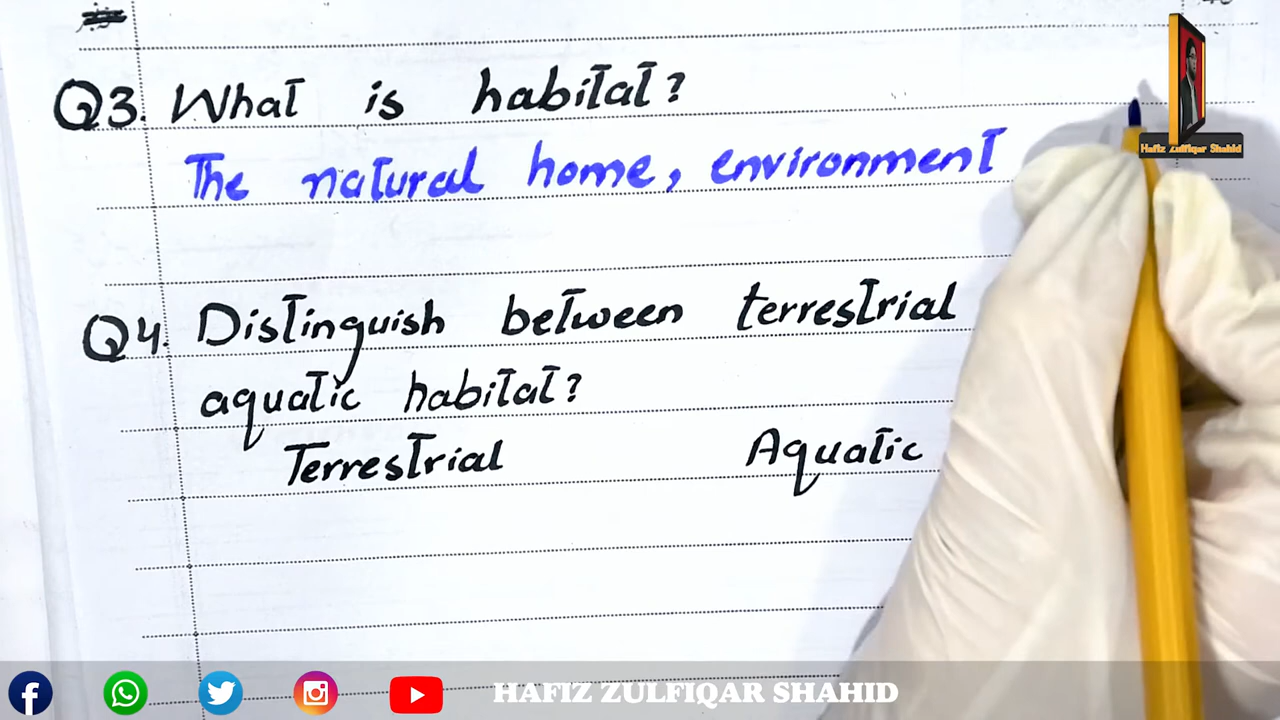 Q3. What is habitat?
The natural home, environment
Q4. Distinguish between terrestrial
aquatic habitat?
Terrestrial Aquatic
Hafiz Zulfiqar Shahid
HAFIZ ZULFIQAR SHAHID